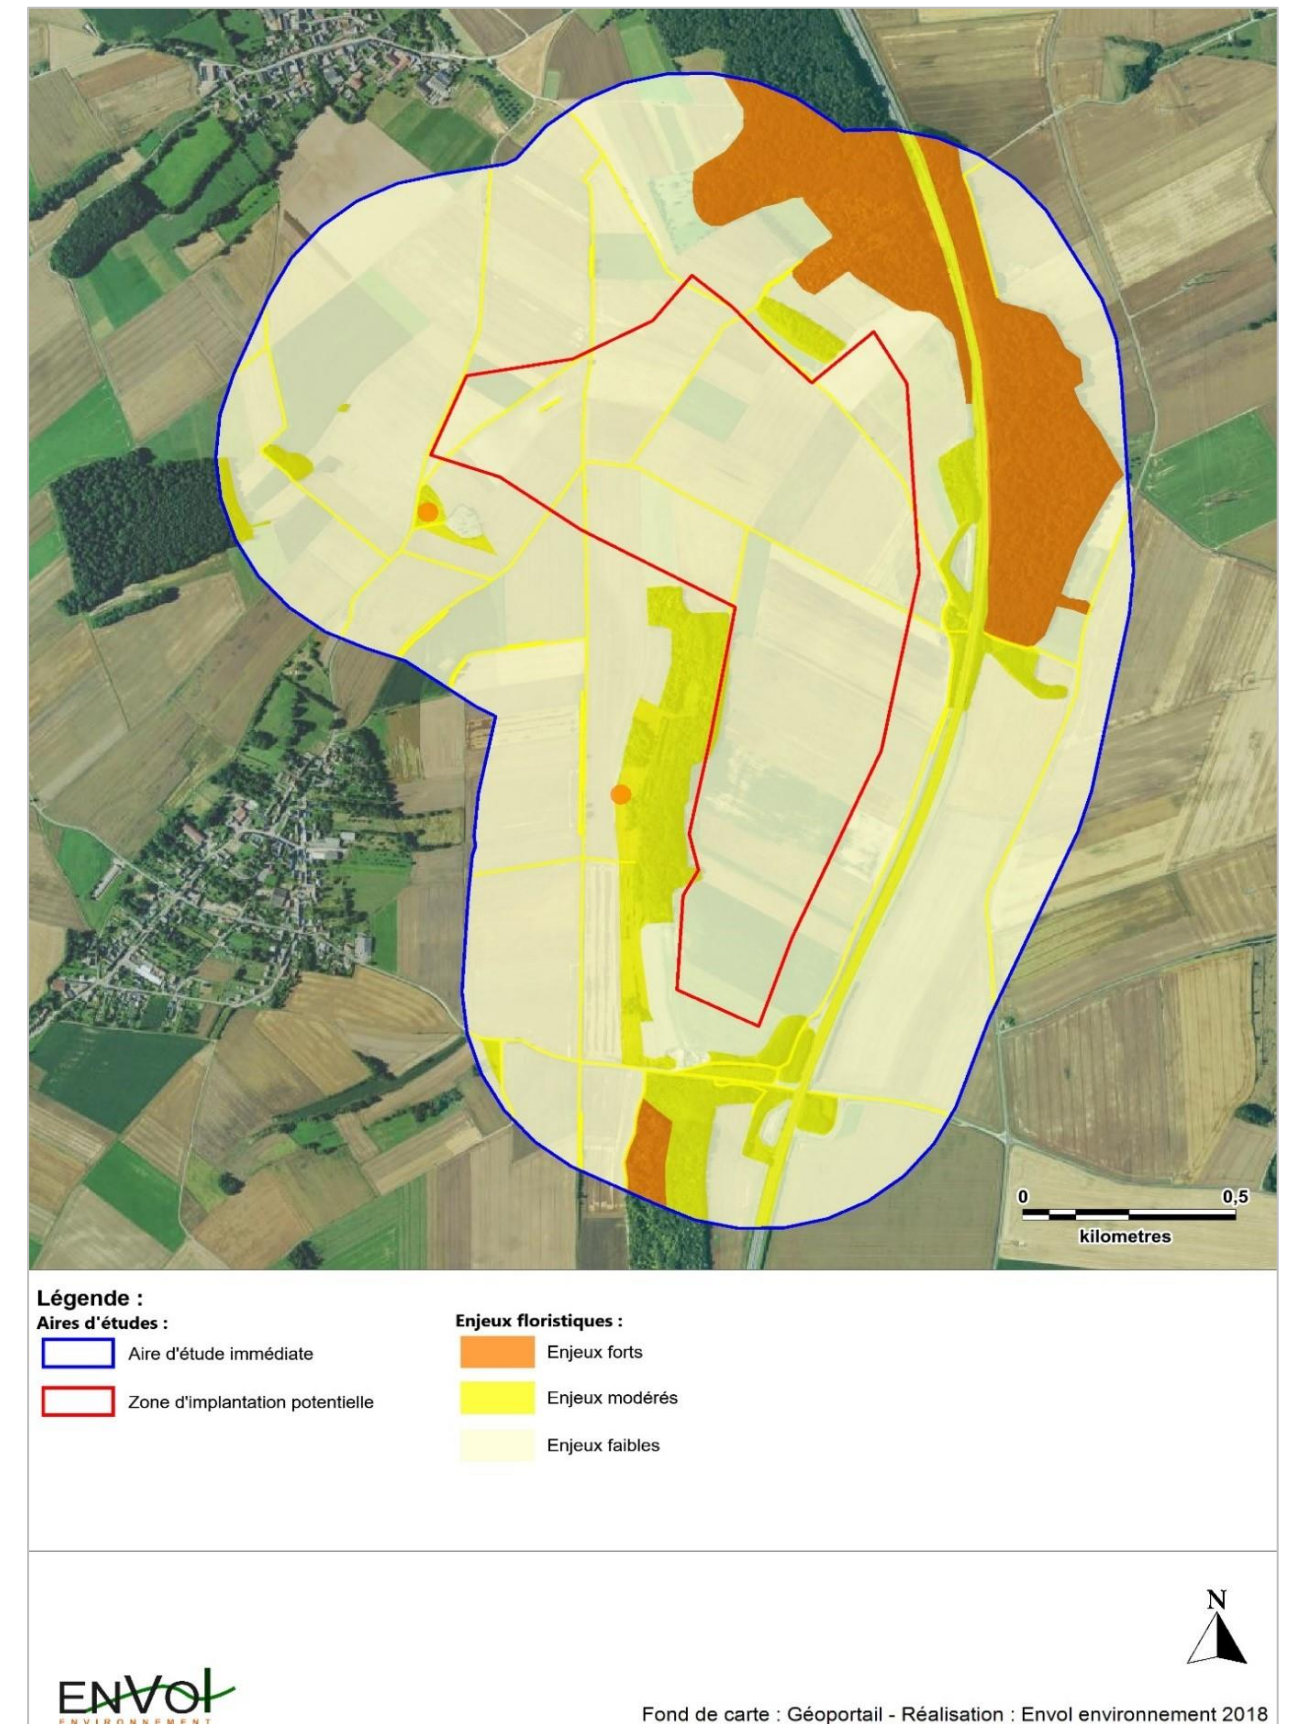 0 0,5
kilometres
Légende :
Aires d'études :
Aire d'étude immédiate
Zone d'implantation potentielle
Enjeux floristiques :
Enjeux forts
Enjeux modérés
Enjeux faibles
N
ENVOl
ENVIRONNEMENT
Fond de carte : Géoportail - Réalisation : Envol environnement 2018